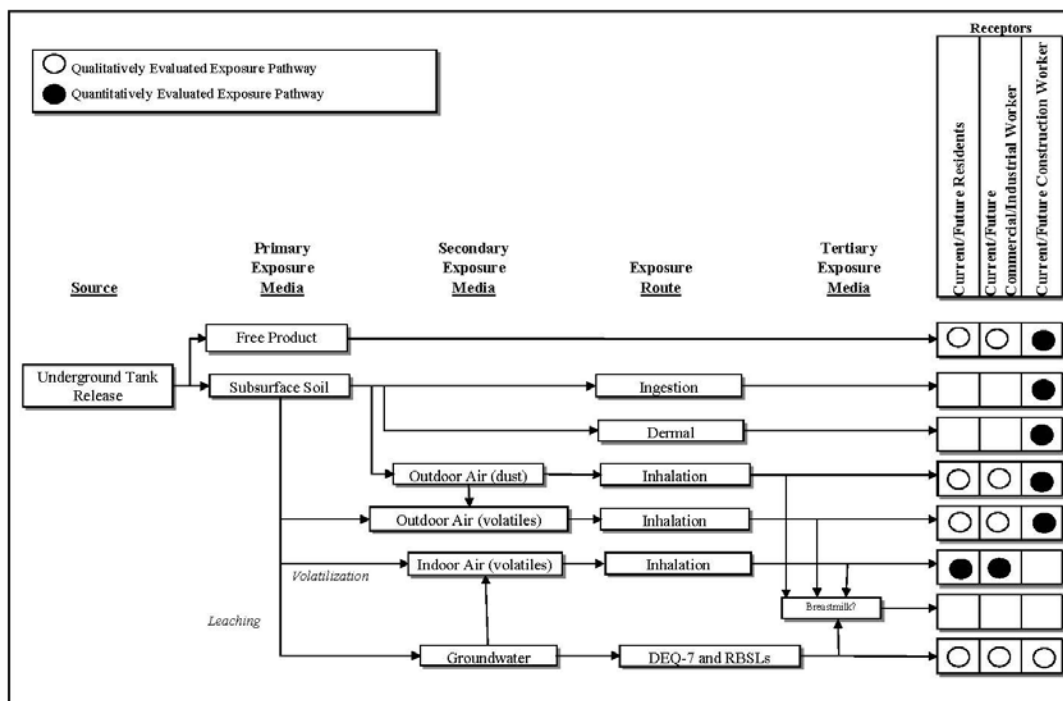 Receptors
Qualitatively Evaluated Exposure Pathway
Quantitatively Evaluated Exposure Pathway
Current/Future Residents
Current/Future
Commercial/Industrial Worker
Current/Future Construction Worker
Source
Primary
Exposure
Media
Secondary
Exposure
Media
Exposure
Route
Tertiary
Exposure
Media
Free Product
Underground Tank
Release
Subsurface Soil
Ingestion
Dermal
Outdoor Air (dust)
Inhalation
Outdoor Air (volatiles)
Inhalation
Volatilization
Indoor Air (volatiles)
Inhalation
Leaching
Breastmilk?
Groundwater
DEQ-7 and RBSLs